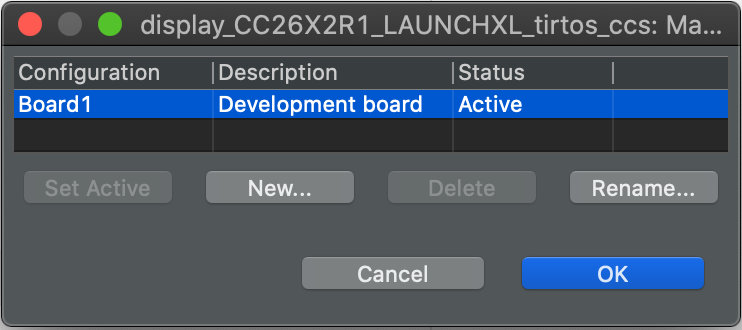 display_CC26X2R1_LAUNCHXL_tirtos_ccs: Ma...
Configuration Description Status
Board1 Development board Active
Set Active New... Delete Rename...
Cancel OK